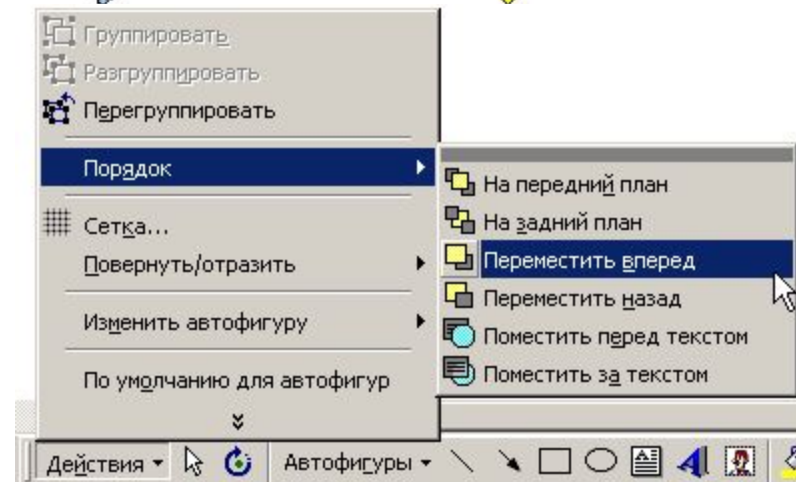 Группировать
Разгруппировать
Перегруппировать
Порядок
Сетка...
Повернуть/отразить
Изменить автофигуру
По умолчанию для автофигур
На передний план
На задний план
Переместить вперед
Переместить назад
Поместить перед текстом
Поместить за текстом
Действия
Автофигуры